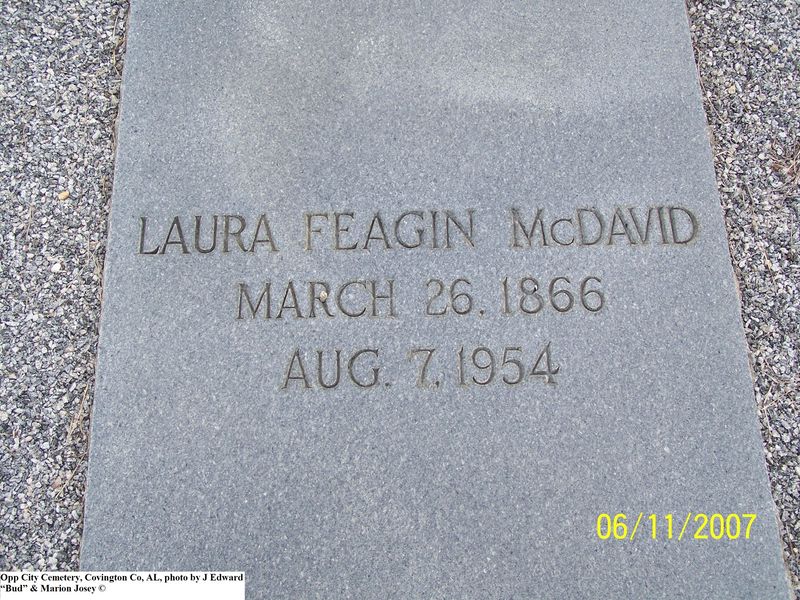 LAURA FEAGIN McDAVID
MARCH 26, 1866
AUG. 7, 1954
06/11/2007
Opp City Cemetery, Covington Co, AL, photo by J Edward
“Bud” & Marion Josey ©